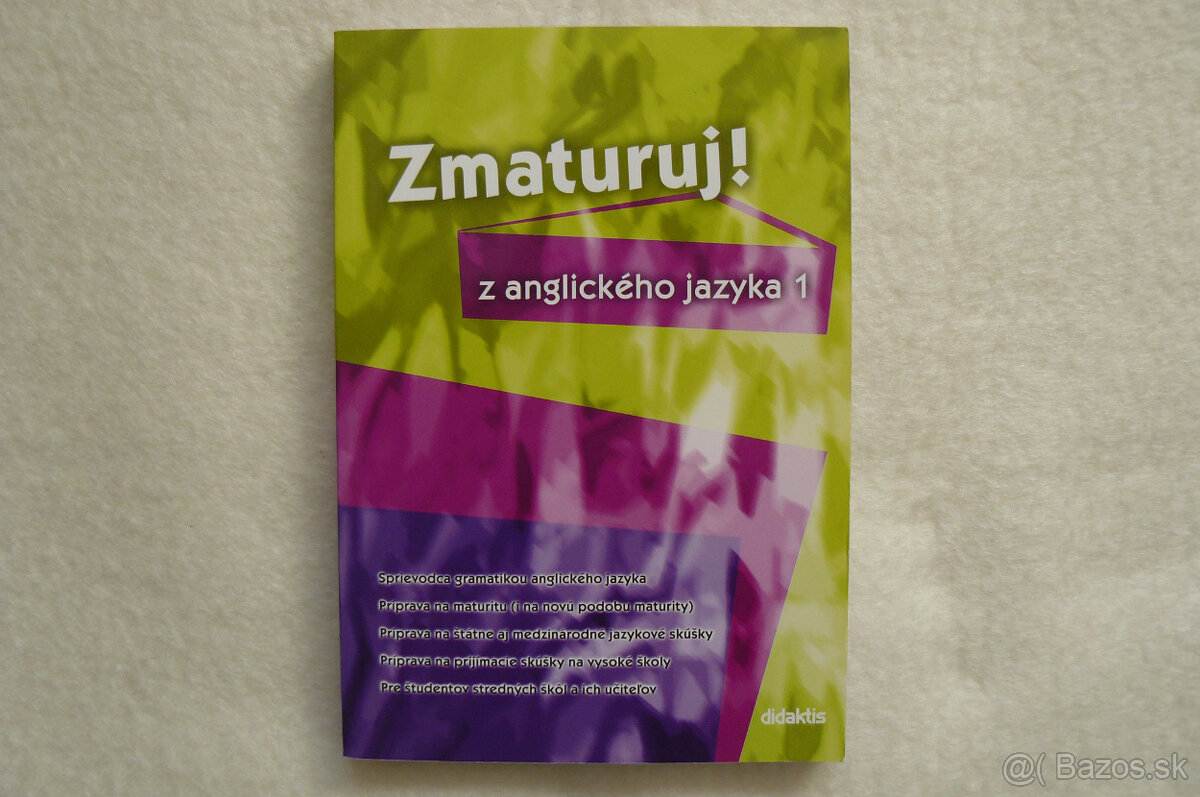 Zmaturuj!
z anglického jazyka 1
Sprievodca gramatikou anglického jazyka
Príprava na maturitu (i na novú podobu maturity)
Príprava na štátne aj medzinárodné jazykové skúšky
Príprava na prijímacie skúšky na vysoké školy
Pre študentov stredných škôl a ich učiteľov
didaktis
@( Bazos.sk